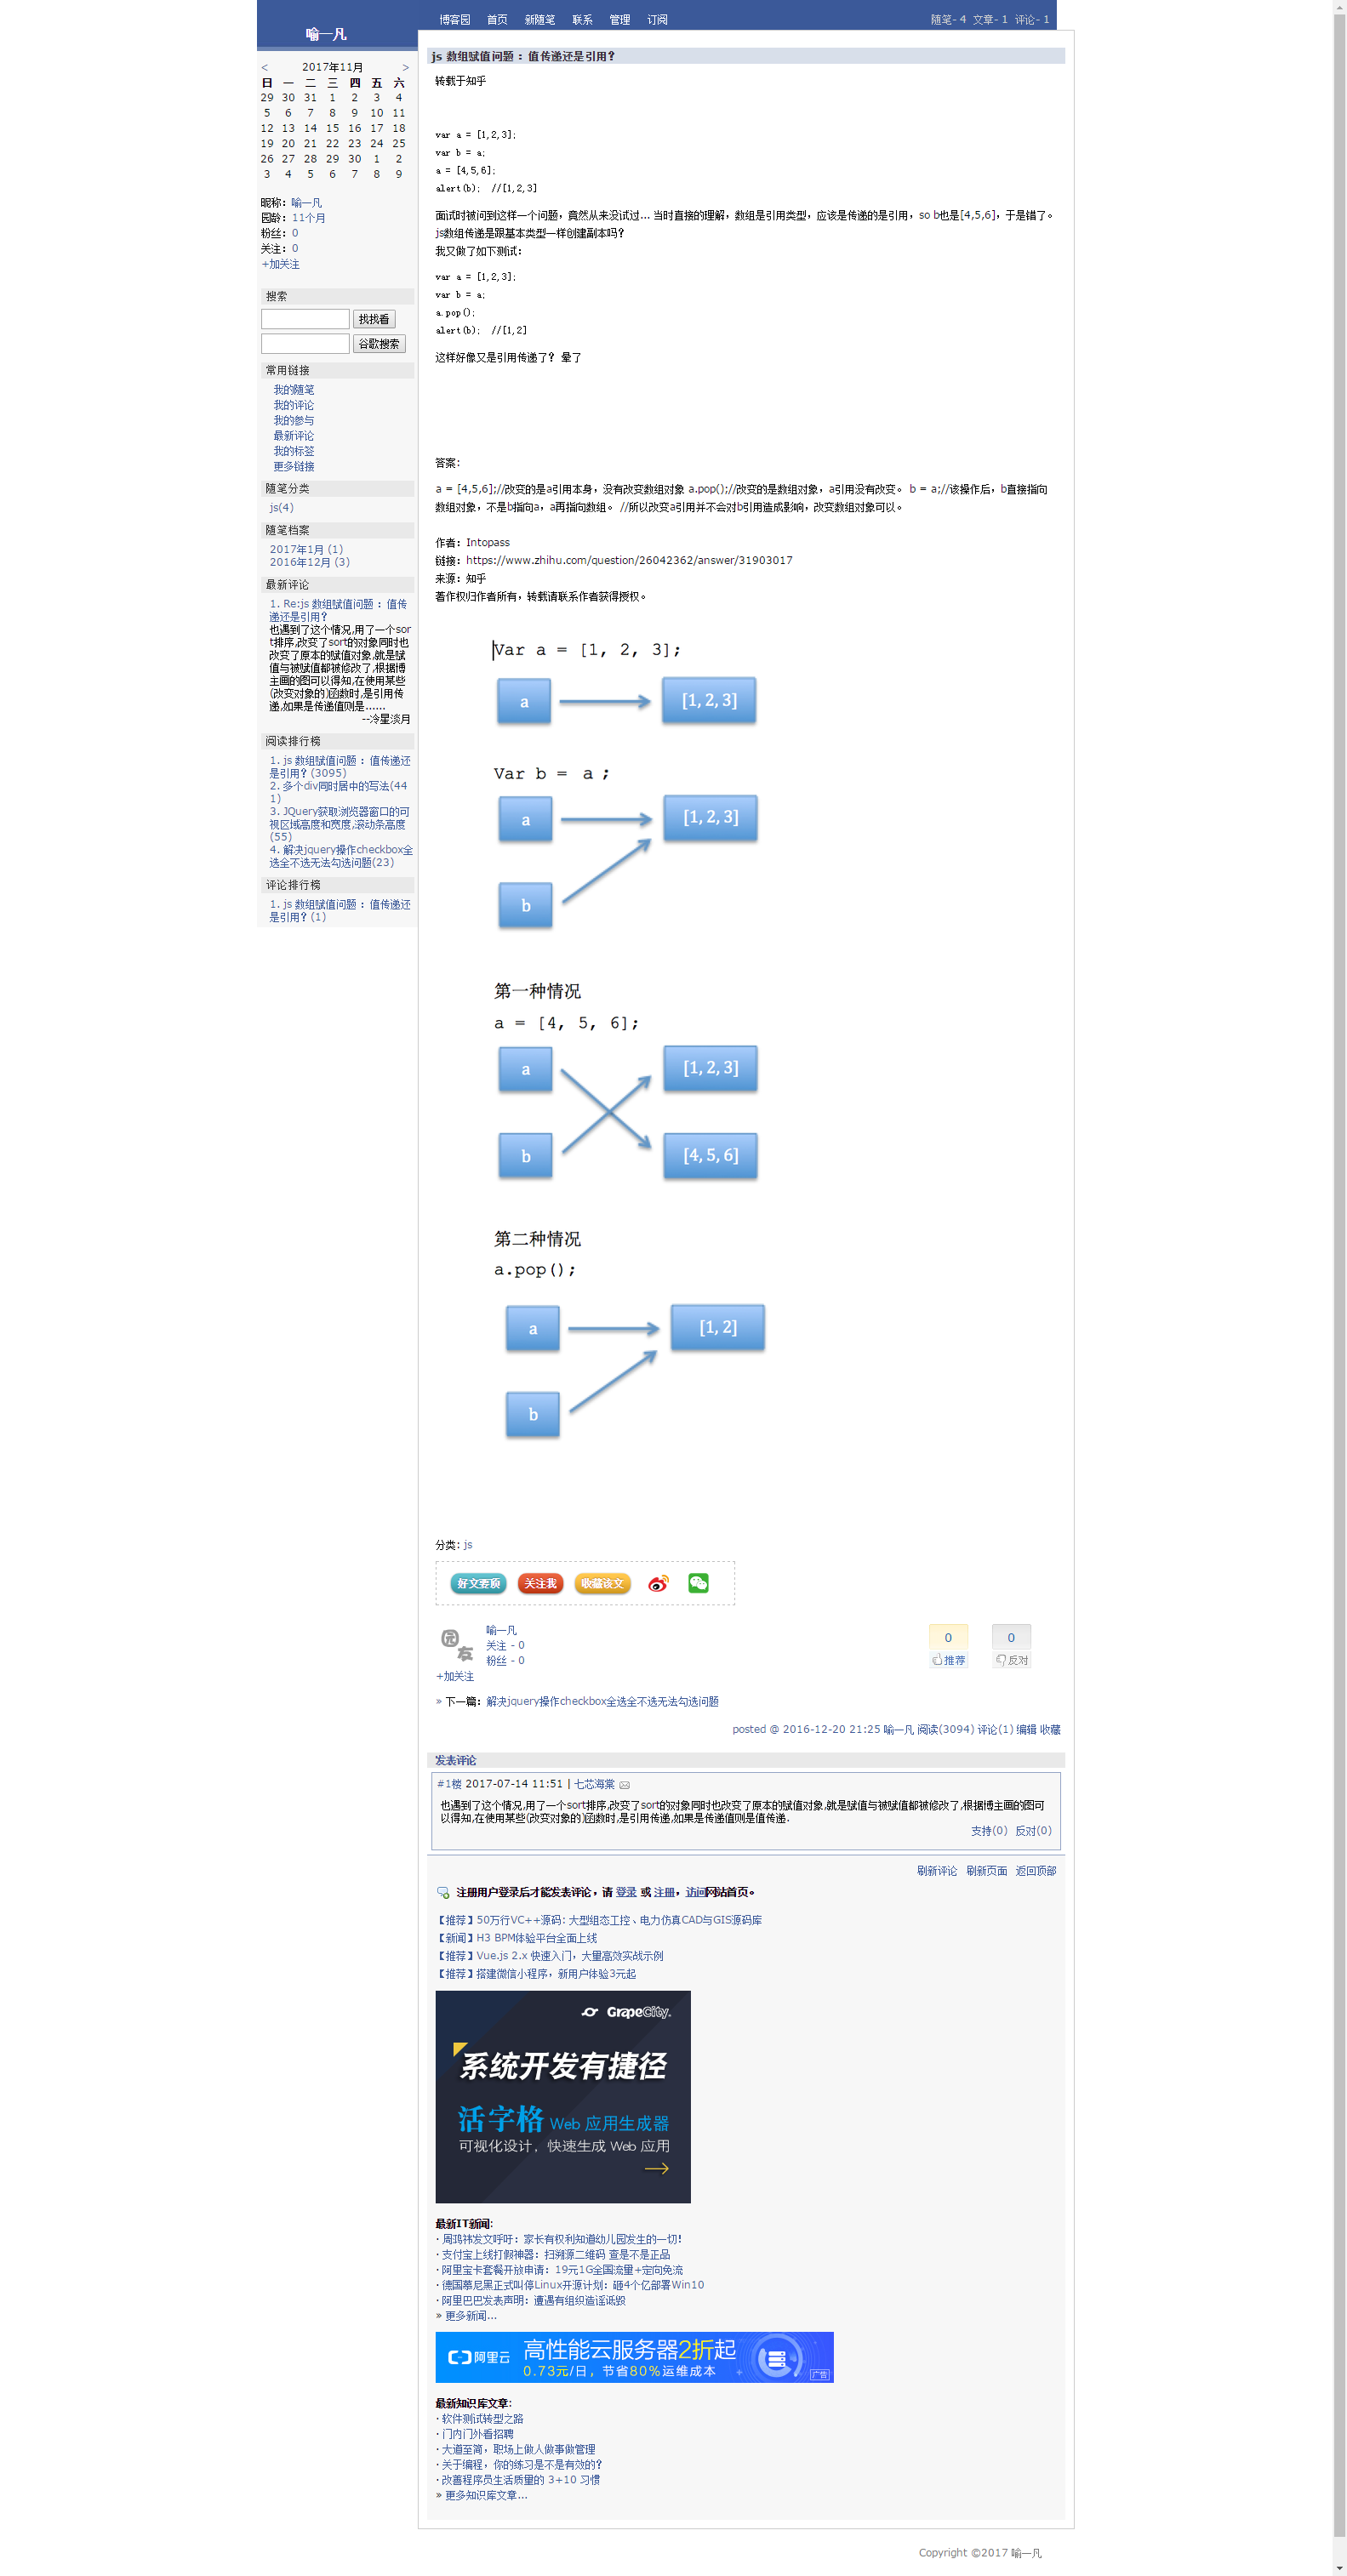 喻一凡
博客园 首页 新随笔 联系 管理 订阅
随笔- 4 文章- 1 评论- 1
< 2017年11月 >
日 一 二 三 四 五 六
29 30 31 1 2 3 4
5 6 7 8 9 10 11
12 13 14 15 16 17 18
19 20 21 22 23 24 25
26 27 28 29 30 1 2
3 4 5 6 7 8 9
昵称：喻一凡
园龄：11个月
粉丝：0
关注：0
+加关注
搜索
找找看
谷歌搜索
常用链接
我的随笔
我的评论
我的参与
最新评论
我的标签
更多链接
随笔分类
js(4)
随笔档案
2017年1月 (1)
2016年12月 (3)
最新评论
1. Re:js 数组赋值问题 ：值传
递还是引用？
也遇到了这个情况,用了一个sor
t排序,改变了sort的对象同时也
改变了原本的赋值对象,就是赋
值与被赋值都被修改了,根据博
主画的图可以得知,在使用某些
(改变对象的)函数时,是引用传
递,如果是传递值则是......
--冷星淡月
阅读排行榜
1. js 数组赋值问题 ：值传递还
是引用？(3095)
2. 多个div同时居中的写法(44
1)
3. JQuery获取浏览器窗口的可
视区域高度和宽度,滚动条高度
(55)
4. 解决jquery操作checkbox全
选全不选无法勾选问题(23)
评论排行榜
1. js 数组赋值问题 ：值传递还
是引用？(1)
js 数组赋值问题 ：值传递还是引用？
转载于知乎
var a = [1,2,3];
var b = a;
a = [4,5,6];
alert(b);  //[1,2,3]
面试时被问到这样一个问题，竟然从来没试过... 当时直接的理解，数组是引用类型，应该是传递的是引用，so b也是[4,5,6]，于是错了。
js数组传递是跟基本类型一样创建副本吗？
我又做了如下测试：
var a = [1,2,3];
var b = a;
a.pop();
alert(b);  //[1,2]
这样好像又是引用传递了？ 晕了
答案：
a = [4,5,6];//改变的是a引用本身，没有改变数组对象 a.pop();//改变的是数组对象，a引用没有改变。 b = a;//该操作后，b直接指向
数组对象，不是b指向a，a再指向数组。 //所以改变a引用并不会对b引用造成影响，改变数组对象可以。
作者：Intopass
链接：https://www.zhihu.com/question/26042362/answer/31903017
来源：知乎
著作权归作者所有，转载请联系作者获得授权。
Var a = [1, 2, 3];
a [1, 2, 3]
Var b = a ;
a [1, 2, 3]
b
第一种情况
a = [4, 5, 6];
a [1, 2, 3]
b [4, 5, 6]
第二种情况
a.pop();
a [1, 2]
b
分类: js
好文要顶 关注我 收藏该文
园友
喻一凡
关注 - 0
粉丝 - 0
+加关注
0 0
推荐 反对
» 下一篇：解决jquery操作checkbox全选全不选无法勾选问题
posted @ 2016-12-20 21:25 喻一凡 阅读(3094) 评论(1) 编辑 收藏
发表评论
#1楼 2017-07-14 11:51 | 七芯海棠
也遇到了这个情况,用了一个sort排序,改变了sort的对象同时也改变了原本的赋值对象,就是赋值与被赋值都被修改了,根据博主画的图可
以得知,在使用某些(改变对象的)函数时,是引用传递,如果是传递值则是值传递.
支持(0) 反对(0)
刷新评论 刷新页面 返回顶部
注册用户登录后才能发表评论，请 登录 或 注册，访问网站首页。
【推荐】50万行VC++源码: 大型组态工控、电力仿真CAD与GIS源码库
【新闻】H3 BPM体验平台全面上线
【推荐】Vue.js 2.x 快速入门，大量高效实战示例
【推荐】搭建微信小程序，新用户体验3元起
GrapeCity.
系统开发有捷径
活字格 Web 应用生成器
可视化设计，快速生成 Web 应用
最新IT新闻:
· 周鸿祎发文呼吁：家长有权利知道幼儿园发生的一切！
· 支付宝上线打假神器：扫溯源二维码 查是不是正品
· 阿里宝卡套餐开放申请：19元1G全国流量+定向免流
· 德国慕尼黑正式叫停Linux开源计划：砸4个亿部署Win10
· 阿里巴巴发表声明：遭遇有组织造谣诋毁
» 更多新闻...
阿里云 高性能云服务器2折起
0.73元/日，节省80%运维成本
广告
最新知识库文章:
· 软件测试转型之路
· 门内门外看招聘
· 大道至简，职场上做人做事做管理
· 关于编程，你的练习是不是有效的？
· 改善程序员生活质量的 3+10 习惯
» 更多知识库文章...
Copyright ©2017 喻一凡